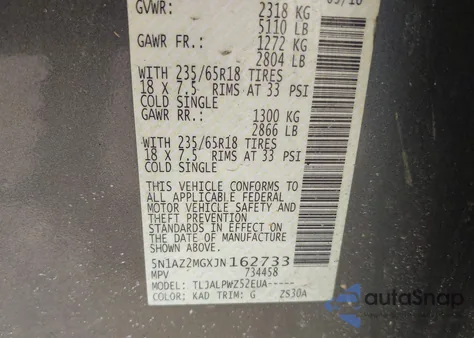 GVWR: 2318 KG
5110 LB
GAWR FR.: 1272 KG
2804 LB
WITH 235/65R18 TIRES
18 X 7.5 RIMS AT 33 PSI
COLD SINGLE
GAWR RR.: 1300 KG
2866 LB
WITH 235/65R18 TIRES
18 X 7.5 RIMS AT 33 PSI
COLD SINGLE
THIS VEHICLE CONFORMS TO
ALL APPLICABLE FEDERAL
MOTOR VEHICLE SAFETY AND
THEFT PREVENTION
STANDARDS IN EFFECT ON
THE DATE OF MANUFACTURE
SHOWN ABOVE.
5N1AZ2MGXJN162733
MPV 734458
MODEL: TLJALPWZ52EUA-----
COLOR: KAD TRIM: G ZS30A
autoSnap